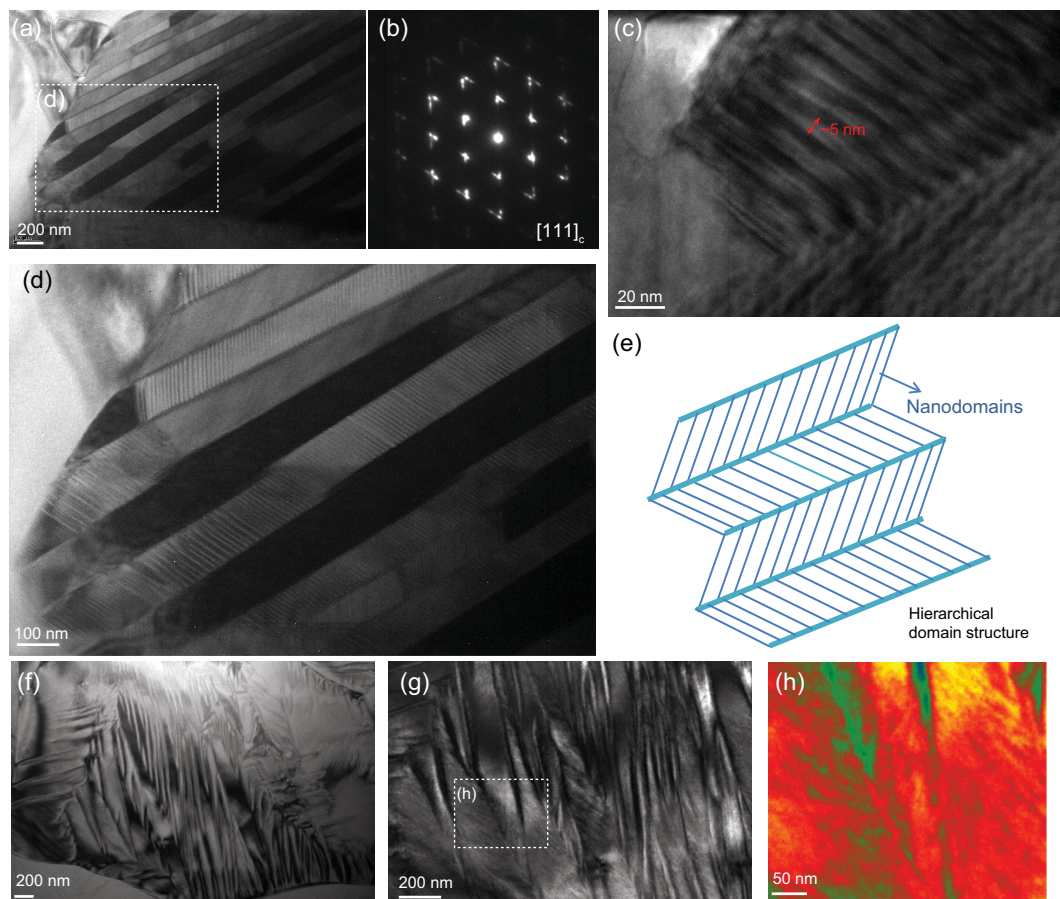 (a)
(d)
200 nm
(b)
[111]c
(c)
~5 nm
20 nm
(d)
100 nm
(e)
Nanodomains
Hierarchical
domain structure
(f)
200 nm
(g)
(h)
200 nm
(h)
50 nm